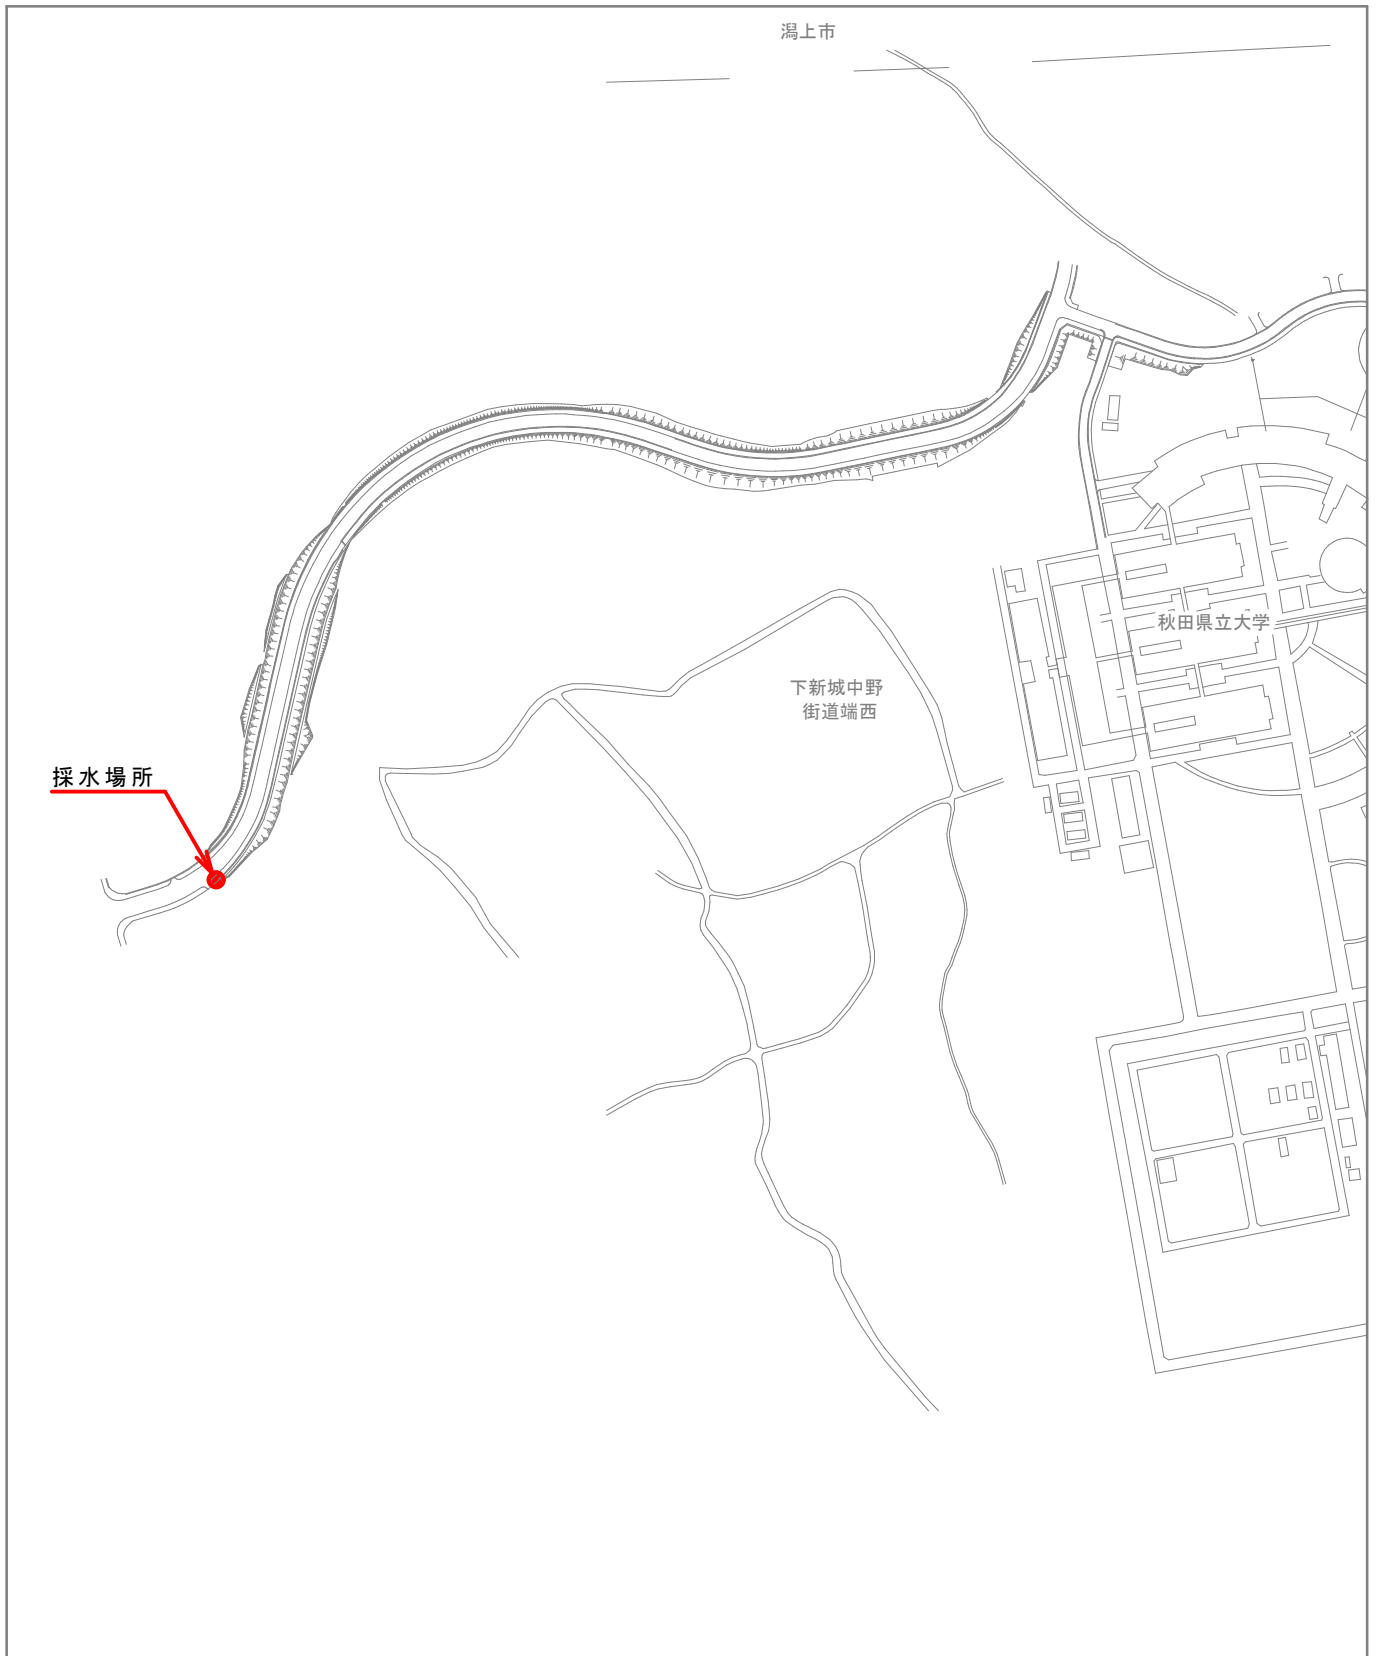 潟上市
秋田県立大学
下新城中野
街道端西
採水場所